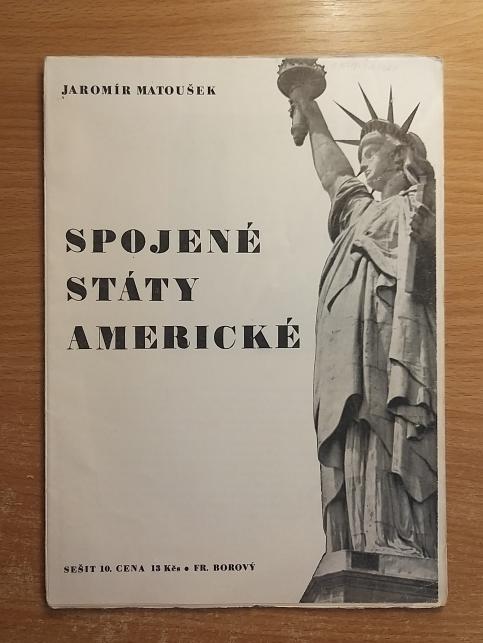 JAROMÍR MATOUŠEK
SPOJENÉ
STÁTY
AMERICKÉ
SEŠIT 10. CENA 13 Kčs • FR. BOROVÝ